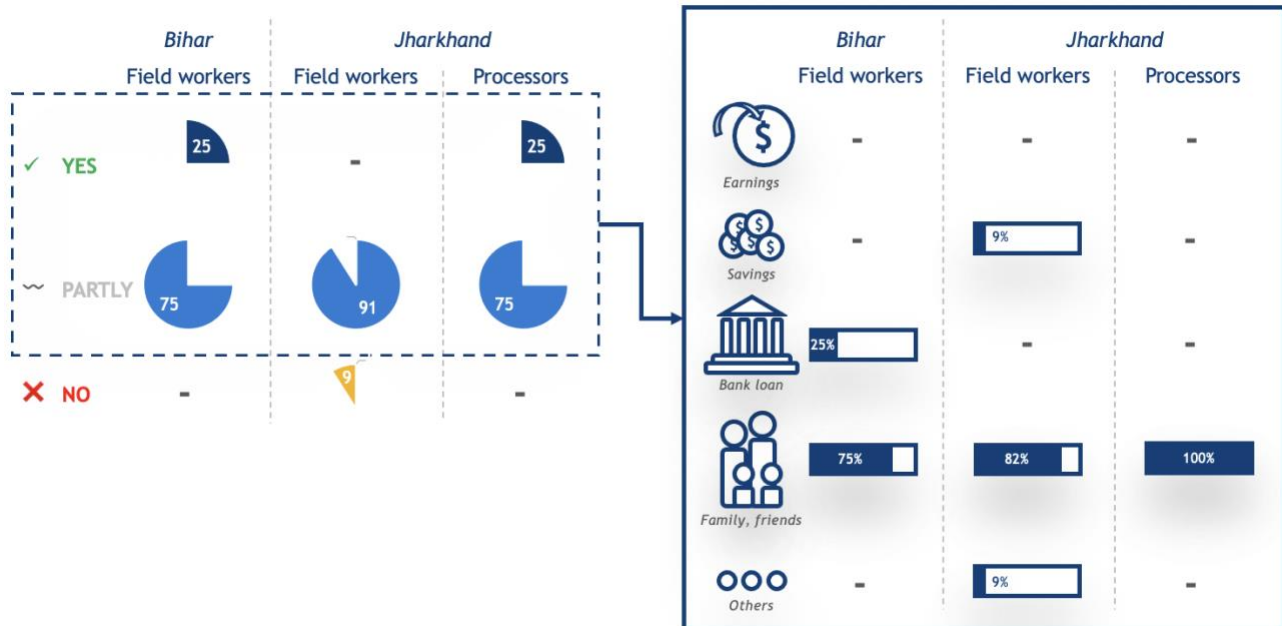 Bihar Jharkhand
Field workers Field workers Processors
25 25
✓ YES -
~ PARTLY
75 91 75
✕ NO - 9 -
Bihar Jharkhand
Field workers Field workers Processors
$ - - -
Earnings
$ $ $ $ - 9% -
Savings
25% - -
Bank loan
75% 82% 100%
Family, friends
- 9% -
Others